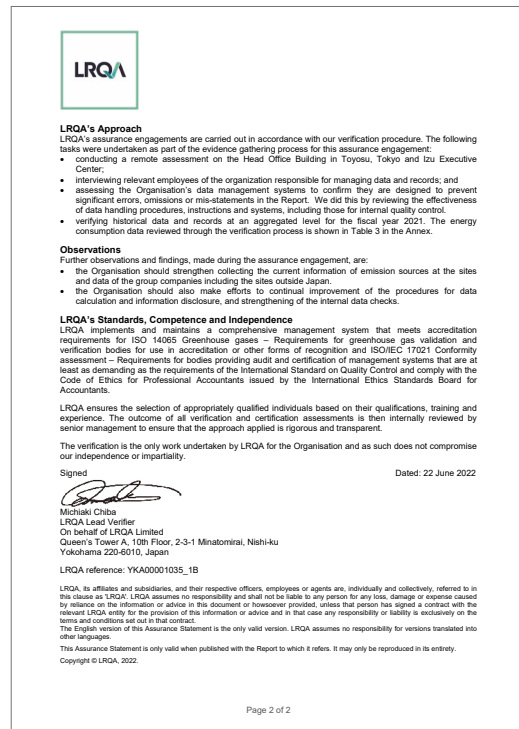 LRQA
LRQA's Approach
LRQA's assurance engagements are carried out in accordance with our verification procedure. The following
tasks were undertaken as part of the evidence gathering process for this assurance engagement:
• conducting a remote assessment on the Head Office Building in Toyosu, Tokyo and Izu Executive
Center;
• interviewing relevant employees of the organization responsible for managing data and records; and
• assessing the Organisation's data management systems to confirm they are designed to prevent
significant errors, omissions or mis-statements in the Report. We did this by reviewing the effectiveness
of data handling procedures, instructions and systems, including those for internal quality control.
• verifying historical data and records at an aggregated level for the fiscal year 2021. The energy
consumption data reviewed through the verification process is shown in Table 3 in the Annex.
Observations
Further observations and findings, made during the assurance engagement, are:
• the Organisation should strengthen collecting the current information of emission sources at the sites
and data of the group companies including the sites outside Japan.
• the Organisation should also make efforts to continual improvement of the procedures for data
calculation and information disclosure, and strengthening of the internal data checks.
LRQA's Standards, Competence and Independence
LRQA implements and maintains a comprehensive management system that meets accreditation
requirements for ISO 14065 Greenhouse gases – Requirements for greenhouse gas validation and
verification bodies for use in accreditation or other forms of recognition and ISO/IEC 17021 Conformity
assessment – Requirements for bodies providing audit and certification of management systems that are at
least as demanding as the requirements of the International Standard on Quality Control and comply with the
Code of Ethics for Professional Accountants issued by the International Ethics Standards Board for
Accountants.
LRQA ensures the selection of appropriately qualified individuals based on their qualifications, training and
experience. The outcome of all verification and certification assessments is then internally reviewed by
senior management to ensure that the approach applied is rigorous and transparent.
The verification is the only work undertaken by LRQA for the Organisation and as such does not compromise
our independence or impartiality.
Signed Dated: 22 June 2022
Michiaki Chiba
LRQA Lead Verifier
On behalf of LRQA Limited
Queen's Tower A, 10th Floor, 2-3-1 Minatomirai, Nishi-ku
Yokohama 220-6010, Japan
LRQA reference: YKA00001035_1B
LRQA, its affiliates and subsidiaries, and their respective officers, employees or agents are, individually and collectively, referred to in
this clause as 'LRQA'. LRQA assumes no responsibility and shall not be liable to any person for any loss, damage or expense caused
by reliance on the information or advice in this document or howsoever provided, unless that person has signed a contract with the
relevant LRQA entity for the provision of this information or advice and in that case any responsibility or liability is exclusively on the
terms and conditions set out in that contract.
The English version of this Assurance Statement is the only valid version. LRQA assumes no responsibility for versions translated into
other languages.
This Assurance Statement is only valid when published with the Report to which it refers. It may only be reproduced in its entirety.
Copyright © LRQA, 2022.
Page 2 of 2